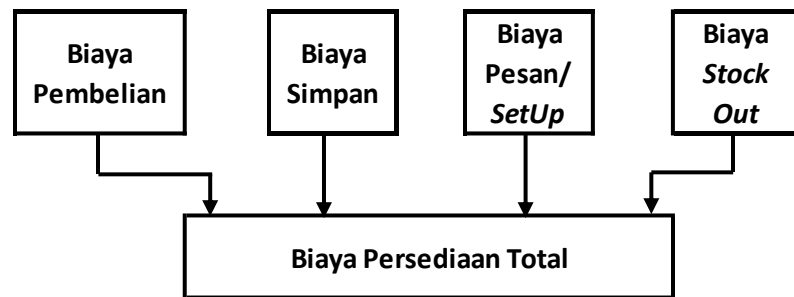 Biaya
Pembelian
Biaya
Simpan
Biaya
Pesan/
SetUp
Biaya
Stock
Out
Biaya Persediaan Total